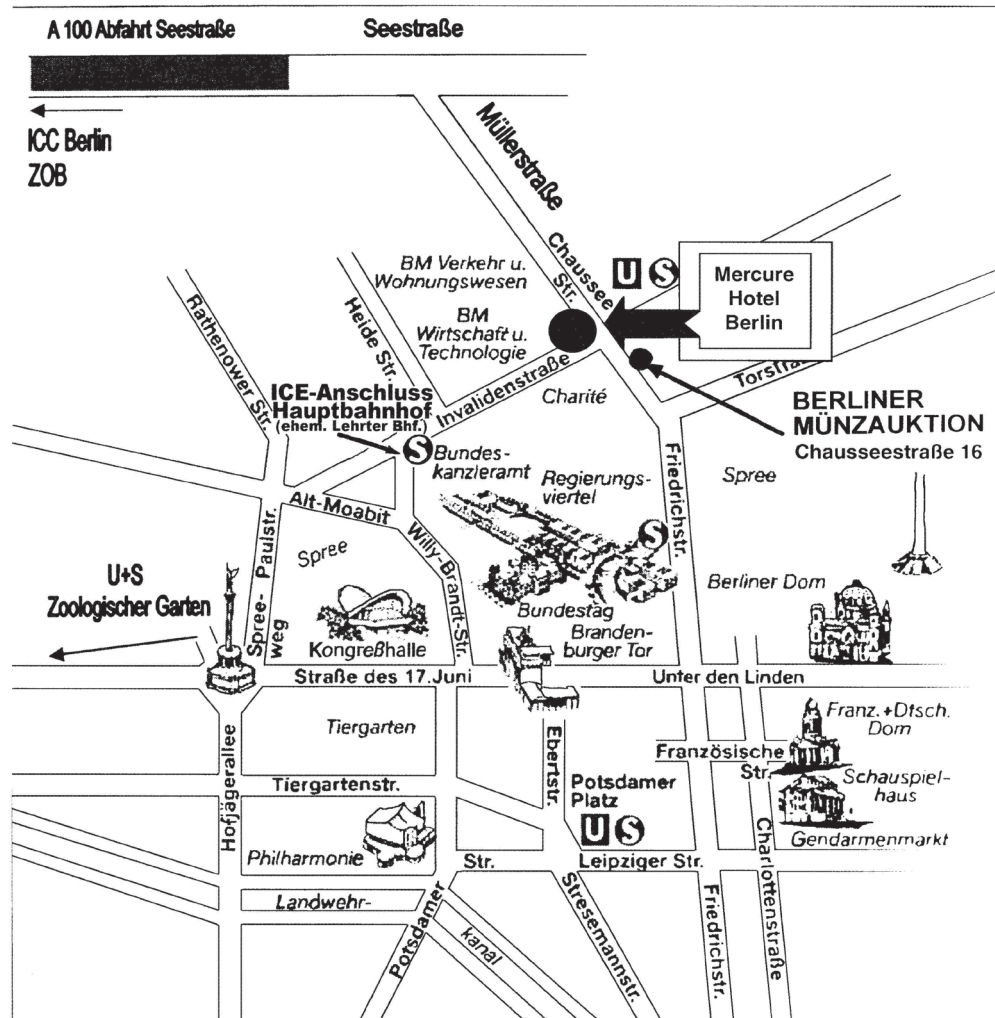 A 100 Abfahrt Seestraße
Seestraße
ICC Berlin
ZOB
Müllerstraße
Chaussee
Str.
BM Verkehr u.
Wohnungswesen
BM
Wirtschaft u.
Technologie
U S
Mercure
Hotel
Berlin
Rathenower Str.
Heide Str.
Invalidenstraße
ICE-Anschluss
Hauptbahnhof
(ehem. Lehrter Bhf.)
S
Charité
Torstra
BERLINER
MÜNZAUKTION
Chausseestraße 16
Bundes-
kanzleramt
Regierungs-
viertel
S
Friedrichstr.
Spree
Alt-Moabit
Willy-Brandt-Str.
Paulstr.
Spree
Spree-
weg
U+S
Zoologischer Garten
Kongreßhalle
Bundestag
Branden-
burger Tor
Berliner Dom
Straße des 17.Juni
Unter den Linden
Tiergarten
Ebertstr.
Franz.+Dtsch.
Dom
Französische
Str.
Hofjägerallee
Tiergartenstr.
Potsdamer
Platz
U S
Schauspiel-
haus
Gendarmenmarkt
Philharmonie
Str.
Leipziger Str.
Charlottenstraße
Landwehr-
kanal
Potsdamer
Stresemannstr.
Friedrichstr.